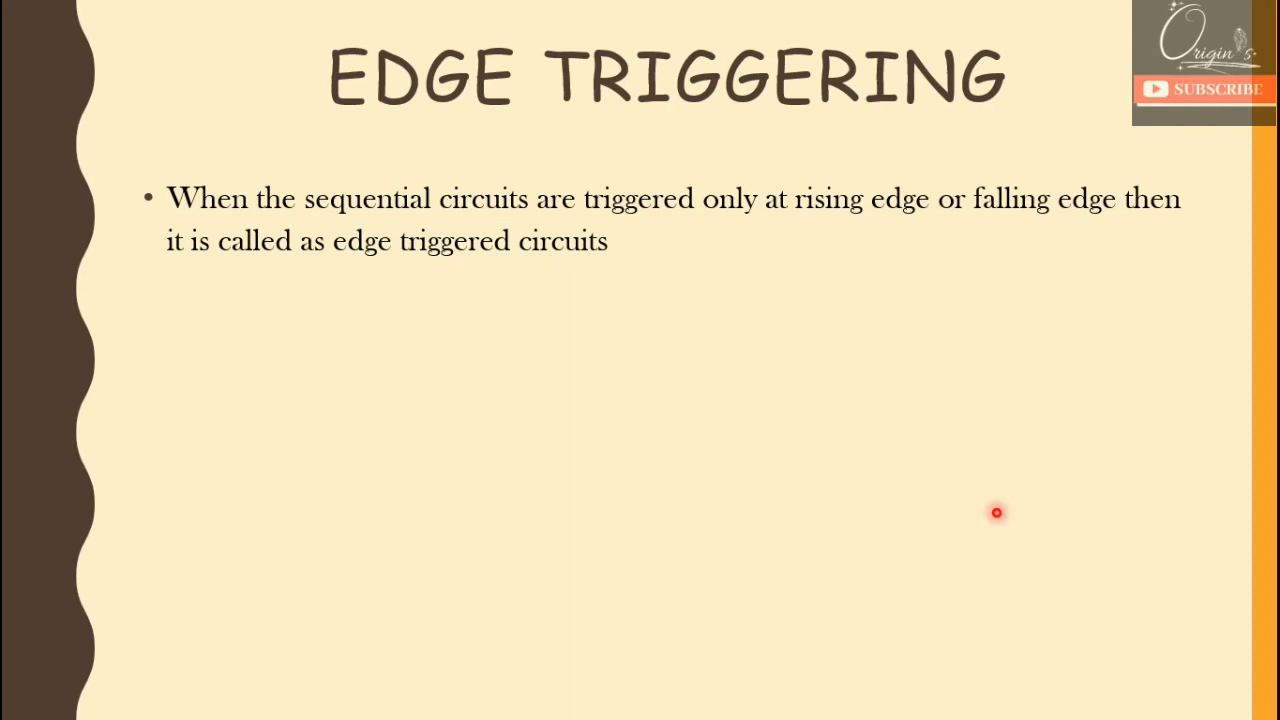 EDGE TRIGGERING
Origin's
SUBSCRIBE
• When the sequential circuits are triggered only at rising edge or falling edge then
it is called as edge triggered circuits